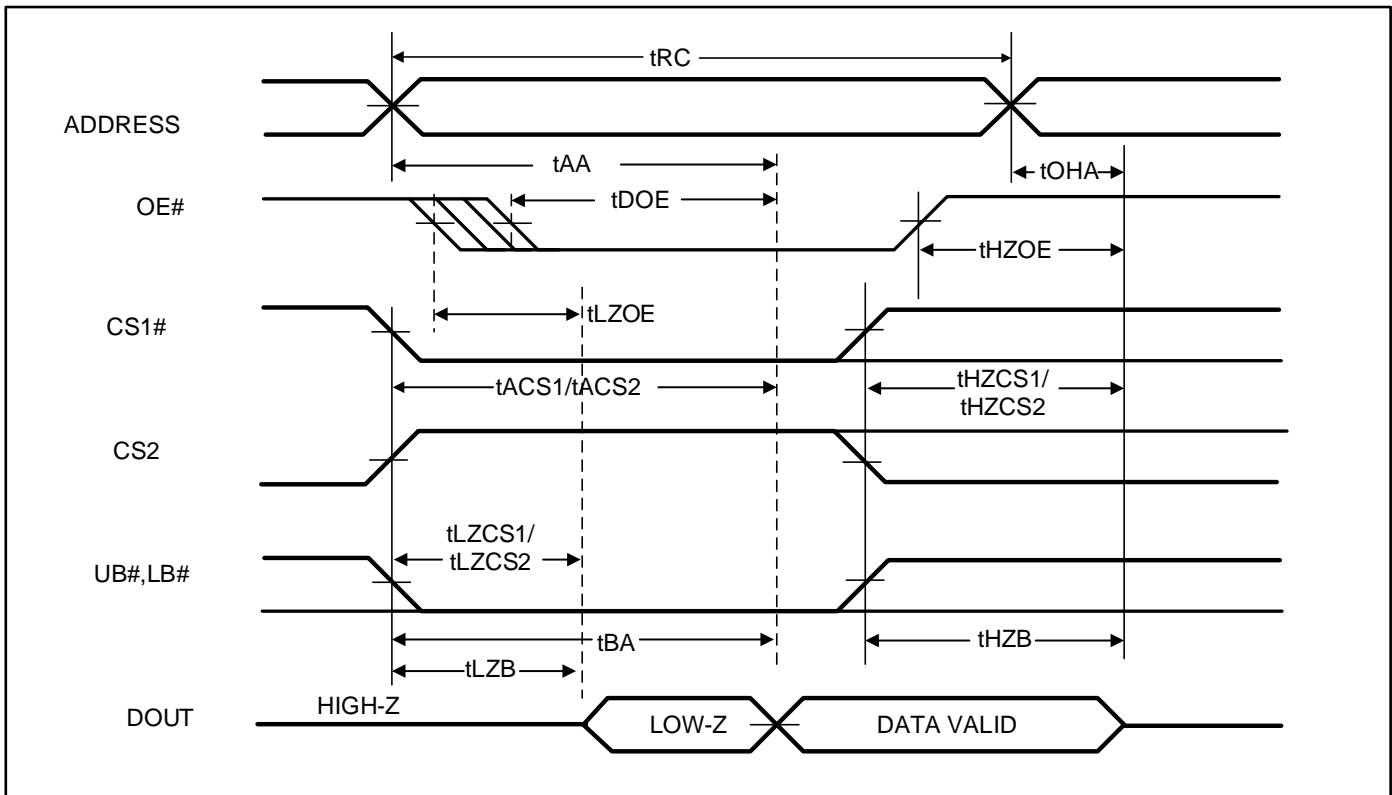 tRC
ADDRESS
tAA
tOHA
OE#
tDOE
tHZOE
CS1#
tLZOE
tACS1/tACS2
tHZCS1/
tHZCS2
CS2
tLZCS1/
tLZCS2
UB#,LB#
tBA
tHZB
tLZB
DOUT
HIGH-Z
LOW-Z
DATA VALID